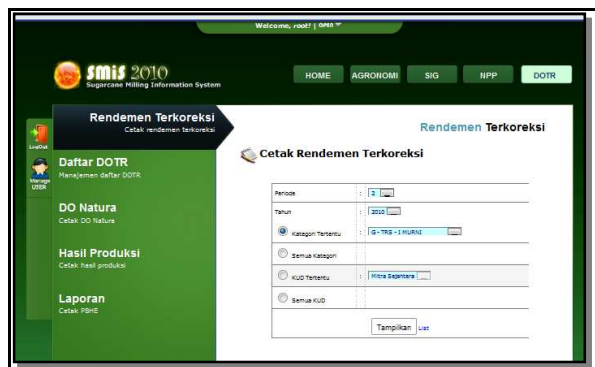 Welcome, root! | OPEN
SMIS 2010
Sugarcane Milling Information System
HOME AGRONOMI SIG NPP DOTR
Rendemen Terkoreksi
Cetak rendemen terkoreksi
Rendemen Terkoreksi
LogOut
Manage USER
Daftar DOTR
Manajemen daftar DOTR
DO Natura
Cetak DO Natura
Hasil Produksi
Cetak hasil produksi
Laporan
Cetak PBHE
Cetak Rendemen Terkoreksi
Periode : 2 ...
Tahun : 2010 ...
Kategori Tertentu : G - TRS - I MURNI ...
Semua Kategori
KUD Tertentu : Mitra Sejahtera ...
Semua KUD
Tampilkan List